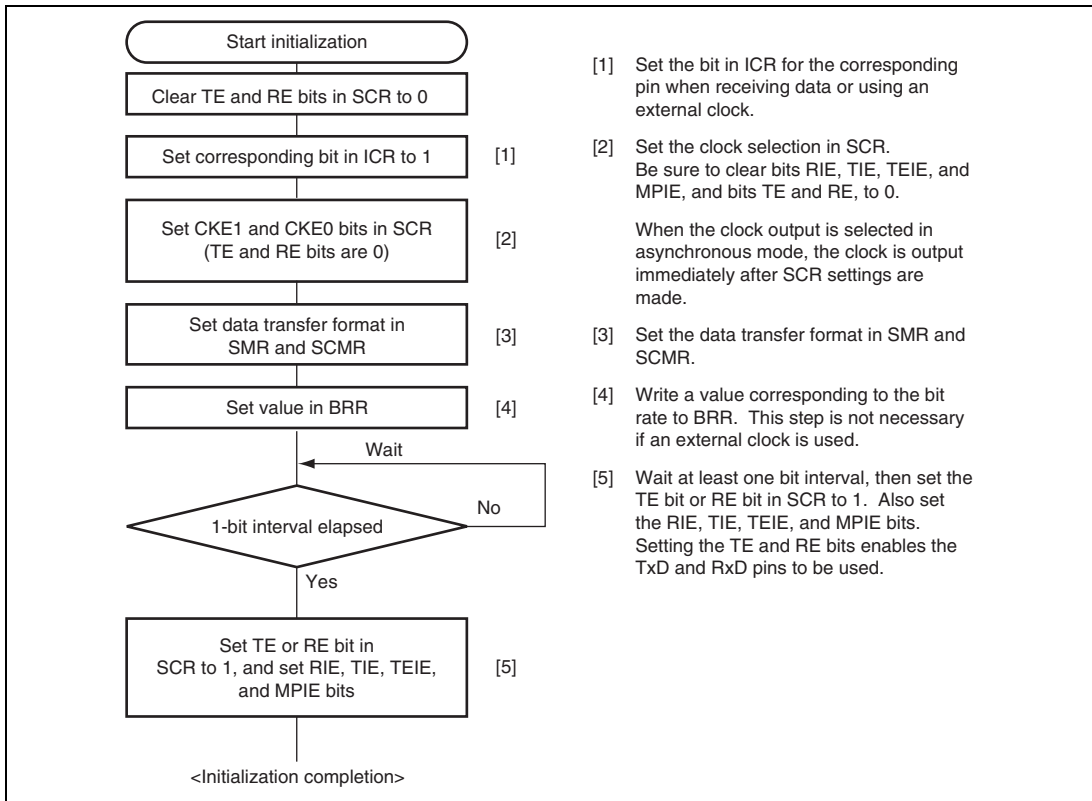 Start initialization
Clear TE and RE bits in SCR to 0
Set corresponding bit in ICR to 1
[1]
Set CKE1 and CKE0 bits in SCR
(TE and RE bits are 0)
[2]
Set data transfer format in
SMR and SCMR
[3]
Set value in BRR
[4]
Wait
1-bit interval elapsed
No
Yes
Set TE or RE bit in
SCR to 1, and set RIE, TIE, TEIE,
and MPIE bits
[5]
<Initialization completion>
[1] Set the bit in ICR for the corresponding
pin when receiving data or using an
external clock.
[2] Set the clock selection in SCR.
Be sure to clear bits RIE, TIE, TEIE, and
MPIE, and bits TE and RE, to 0.
When the clock output is selected in
asynchronous mode, the clock is output
immediately after SCR settings are
made.
[3] Set the data transfer format in SMR and
SCMR.
[4] Write a value corresponding to the bit
rate to BRR. This step is not necessary
if an external clock is used.
[5] Wait at least one bit interval, then set the
TE bit or RE bit in SCR to 1. Also set
the RIE, TIE, TEIE, and MPIE bits.
Setting the TE and RE bits enables the
TxD and RxD pins to be used.